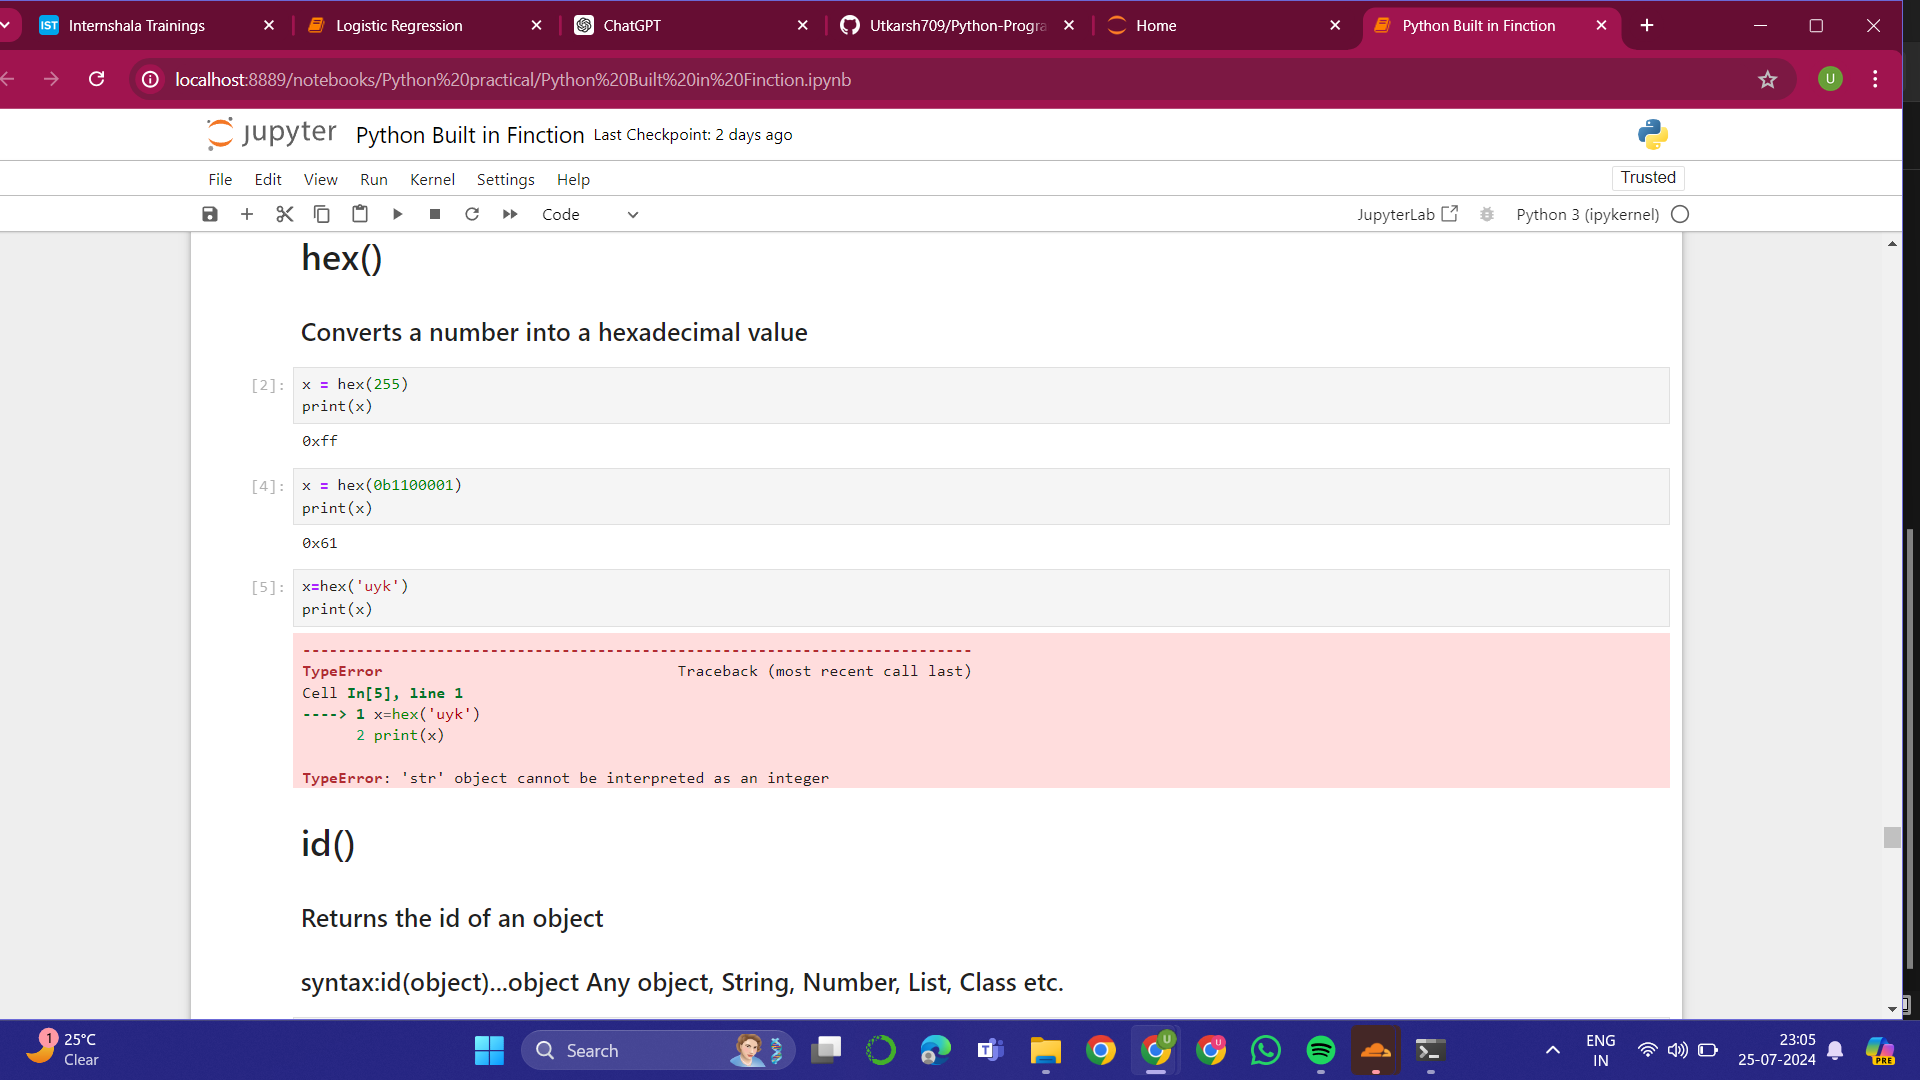 Internshala Trainings
Logistic Regression
ChatGPT
Utkarsh709/Python-Progra
Home
Python Built in Finction
localhost:8889/notebooks/Python%20practical/Python%20Built%20in%20Finction.ipynb
U
jupyter Python Built in Finction Last Checkpoint: 2 days ago
File Edit View Run Kernel Settings Help
Trusted
Code
JupyterLab
Python 3 (ipykernel)
hex()
Converts a number into a hexadecimal value
[2]: x = hex(255)
print(x)
0xff
[4]: x = hex(0b1100001)
print(x)
0x61
[5]: x=hex('uyk')
print(x)
---------------------------------------------------------------------------
TypeError Traceback (most recent call last)
Cell In[5], line 1
----> 1 x=hex('uyk')
2 print(x)
TypeError: 'str' object cannot be interpreted as an integer
id()
Returns the id of an object
syntax:id(object)...object Any object, String, Number, List, Class etc.
1
25°C
Clear
Search
U
U
ENG
IN
23:05
25-07-2024
PRE